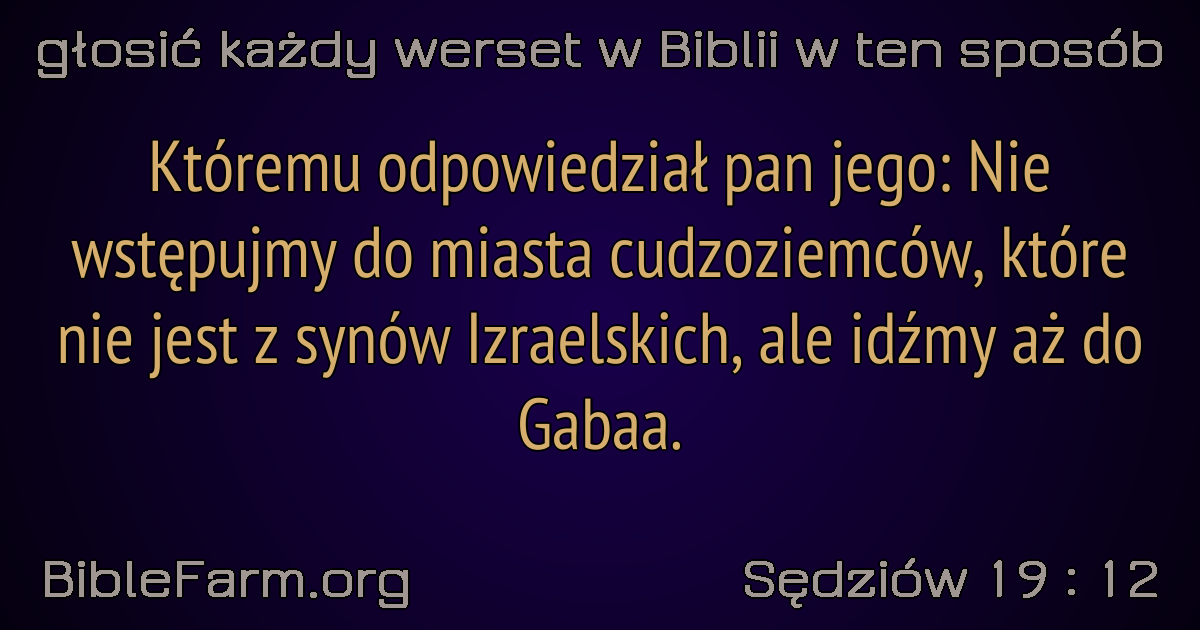 głosić każdy werset w Biblii w ten sposób
Któremu odpowiedział pan jego: Nie
wstępujmy do miasta cudzoziemców, które
nie jest z synów Izraelskich, ale idźmy aż do
Gabaa.
BibleFarm.org
Sędziów 19 : 12